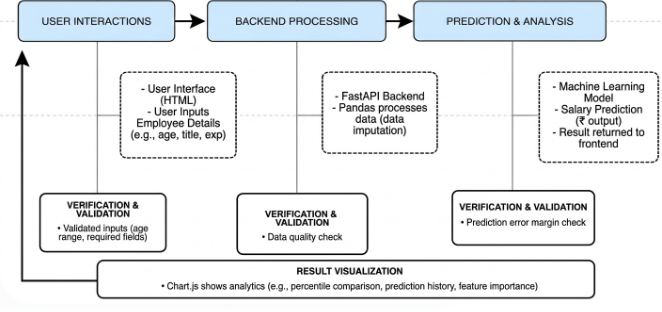 USER INTERACTIONS
BACKEND PROCESSING
PREDICTION & ANALYSIS
- User Interface
(HTML)
- User Inputs
Employee Details
(e.g., age, title, exp)
- FastAPI Backend
- Pandas processes
data (data
imputation)
- Machine Learning
Model
- Salary Prediction
(₹ output)
- Result returned to
frontend
VERIFICATION &
VALIDATION
• Validated inputs (age
range, required fields)
VERIFICATION &
VALIDATION
• Data quality check
VERIFICATION & VALIDATION
• Prediction error margin check
RESULT VISUALIZATION
• Chart.js shows analytics (e.g., percentile comparison, prediction history, feature importance)